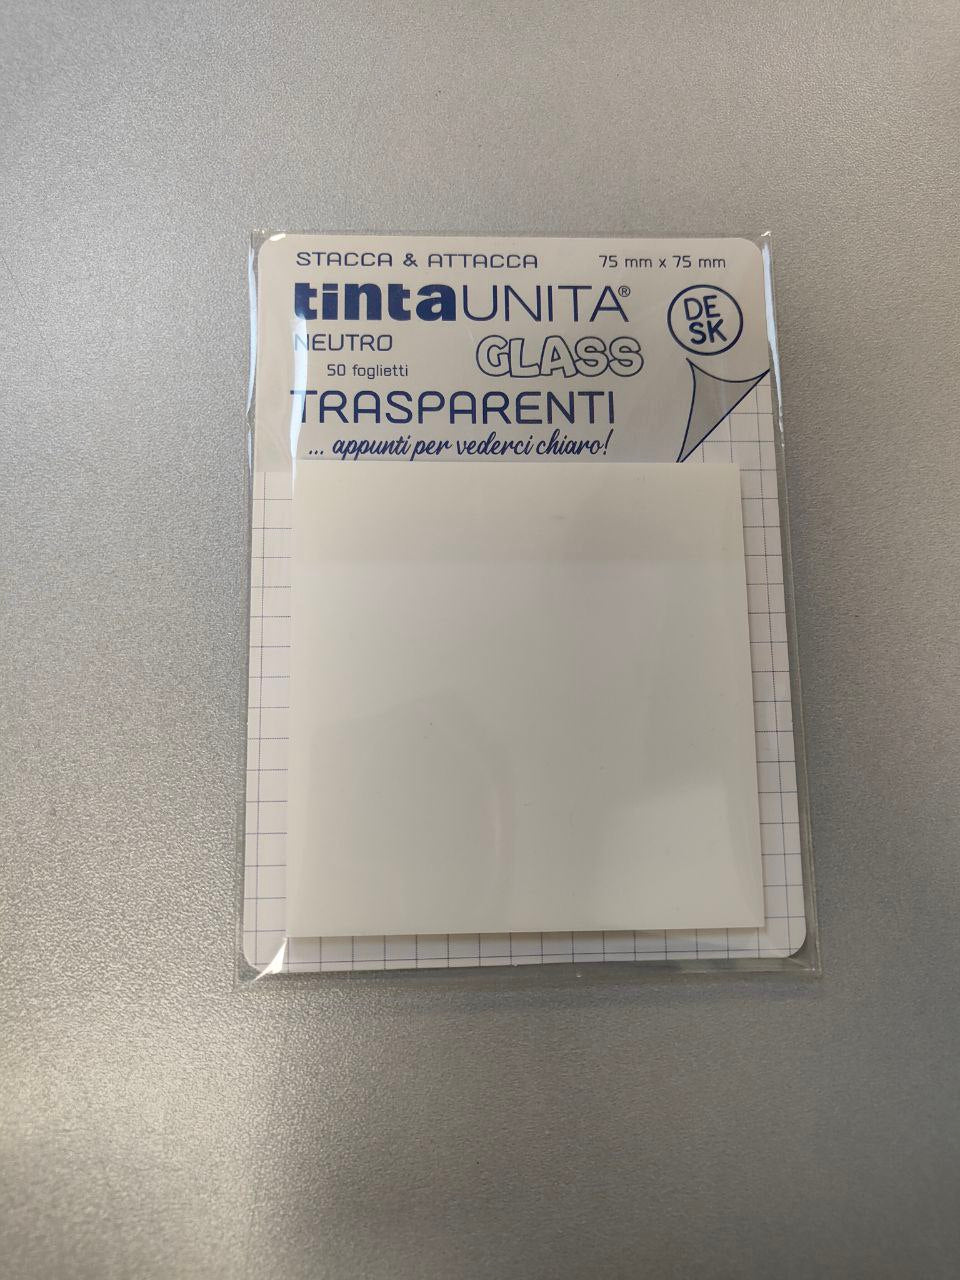 STACCA & ATTACCA 75 mm x 75 mm
tintaUNITA®
DE
SK
NEUTRO GLASS
50 foglietti
TRASPARENTI
... appunti per vederci chiaro!